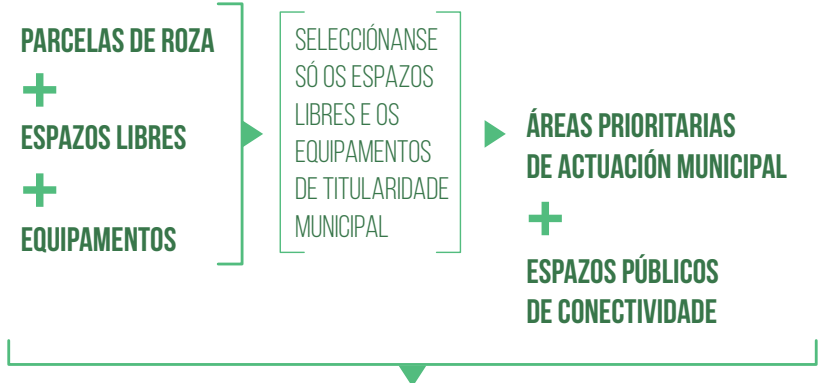 PARCELAS DE ROZA
+
ESPAZOS LIBRES
+
EQUIPAMENTOS
SELECCIÓNANSE
SÓ OS ESPAZOS
LIBRES E OS
EQUIPAMENTOS
DE TITULARIDADE
MUNICIPAL
ÁREAS PRIORITARIAS
DE ACTUACIÓN MUNICIPAL
+
ESPAZOS PÚBLICOS
DE CONECTIVIDADE